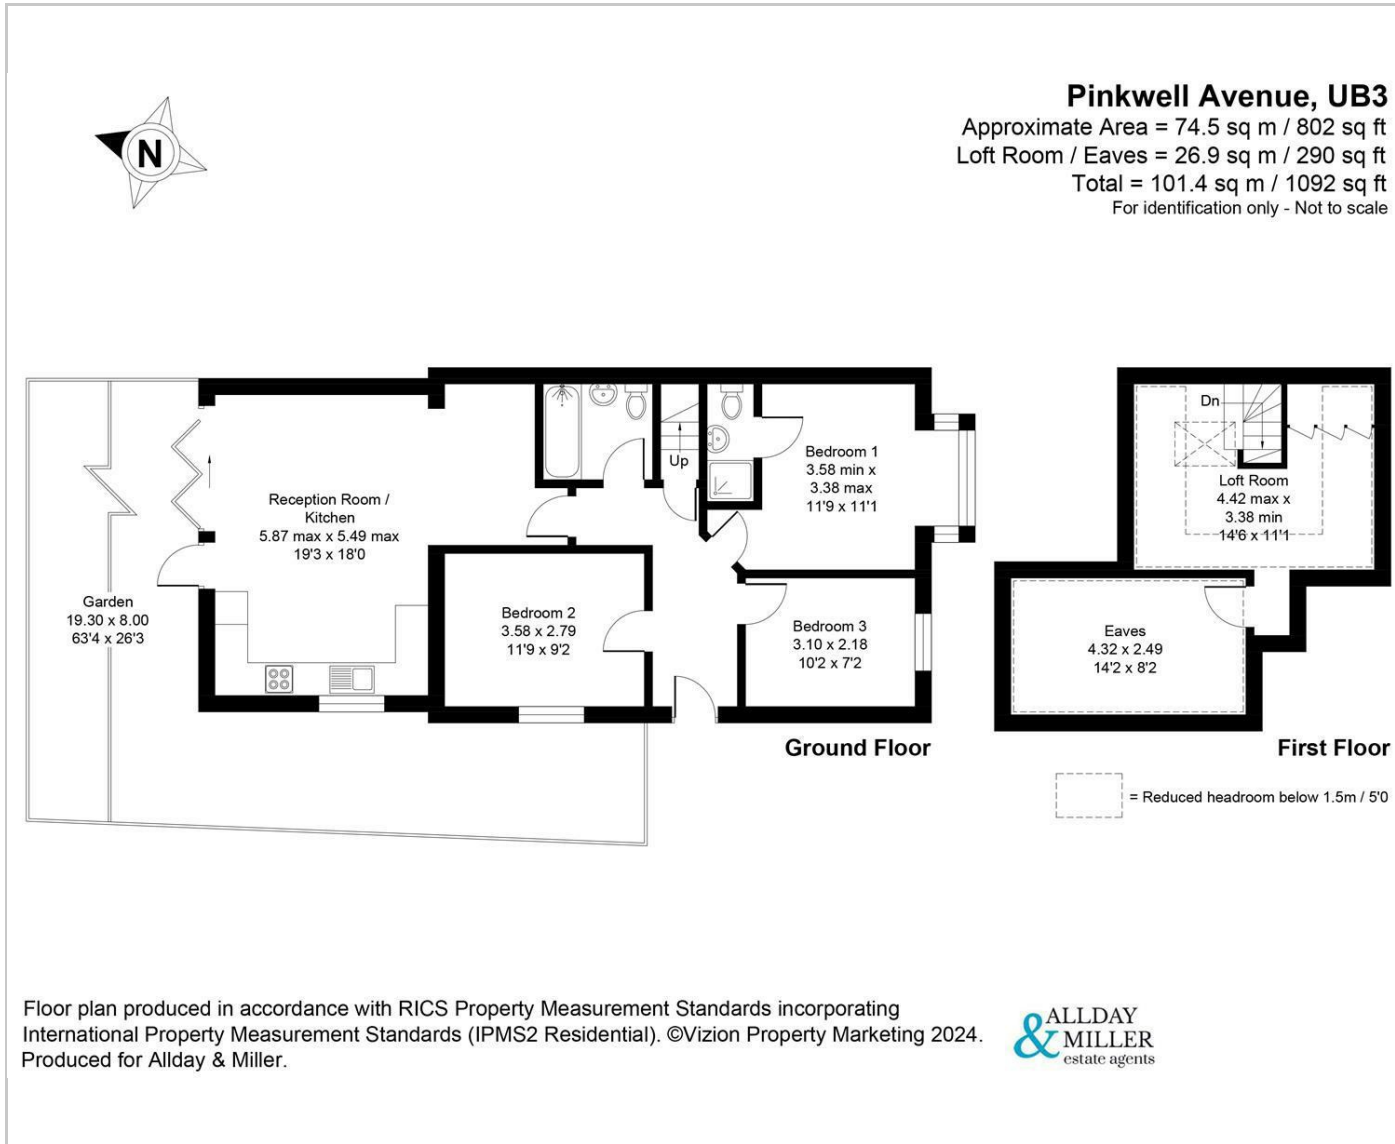 N
Pinkwell Avenue, UB3
Approximate Area = 74.5 sq m / 802 sq ft
Loft Room / Eaves = 26.9 sq m / 290 sq ft
Total = 101.4 sq m / 1092 sq ft
For identification only - Not to scale
Reception Room /
Kitchen
5.87 max x 5.49 max
19'3 x 18'0
Garden
19.30 x 8.00
63'4 x 26'3
Up
Bedroom 1
3.58 min x
3.38 max
11'9 x 11'1
Bedroom 2
3.58 x 2.79
11'9 x 9'2
Bedroom 3
3.10 x 2.18
10'2 x 7'2
Ground Floor
Dn
Loft Room
4.42 max x
3.38 min
14'6 x 11'1
Eaves
4.32 x 2.49
14'2 x 8'2
First Floor
= Reduced headroom below 1.5m / 5'0
Floor plan produced in accordance with RICS Property Measurement Standards incorporating
International Property Measurement Standards (IPMS2 Residential). ©Vizion Property Marketing 2024.
Produced for Allday & Miller.
ALLDAY
& MILLER
estate agents